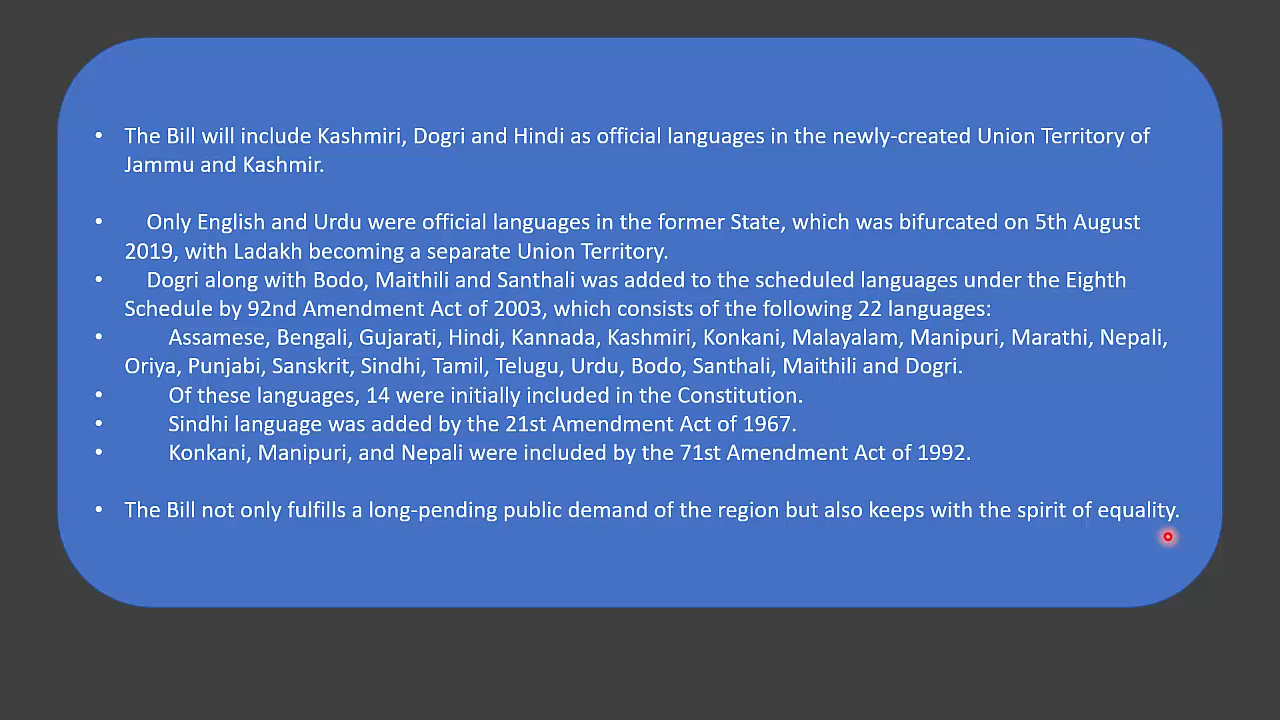 • The Bill will include Kashmiri, Dogri and Hindi as official languages in the newly-created Union Territory of
Jammu and Kashmir.
• Only English and Urdu were official languages in the former State, which was bifurcated on 5th August
2019, with Ladakh becoming a separate Union Territory.
• Dogri along with Bodo, Maithili and Santhali was added to the scheduled languages under the Eighth
Schedule by 92nd Amendment Act of 2003, which consists of the following 22 languages:
• Assamese, Bengali, Gujarati, Hindi, Kannada, Kashmiri, Konkani, Malayalam, Manipuri, Marathi, Nepali,
Oriya, Punjabi, Sanskrit, Sindhi, Tamil, Telugu, Urdu, Bodo, Santhali, Maithili and Dogri.
• Of these languages, 14 were initially included in the Constitution.
• Sindhi language was added by the 21st Amendment Act of 1967.
• Konkani, Manipuri, and Nepali were included by the 71st Amendment Act of 1992.
• The Bill not only fulfills a long-pending public demand of the region but also keeps with the spirit of equality.